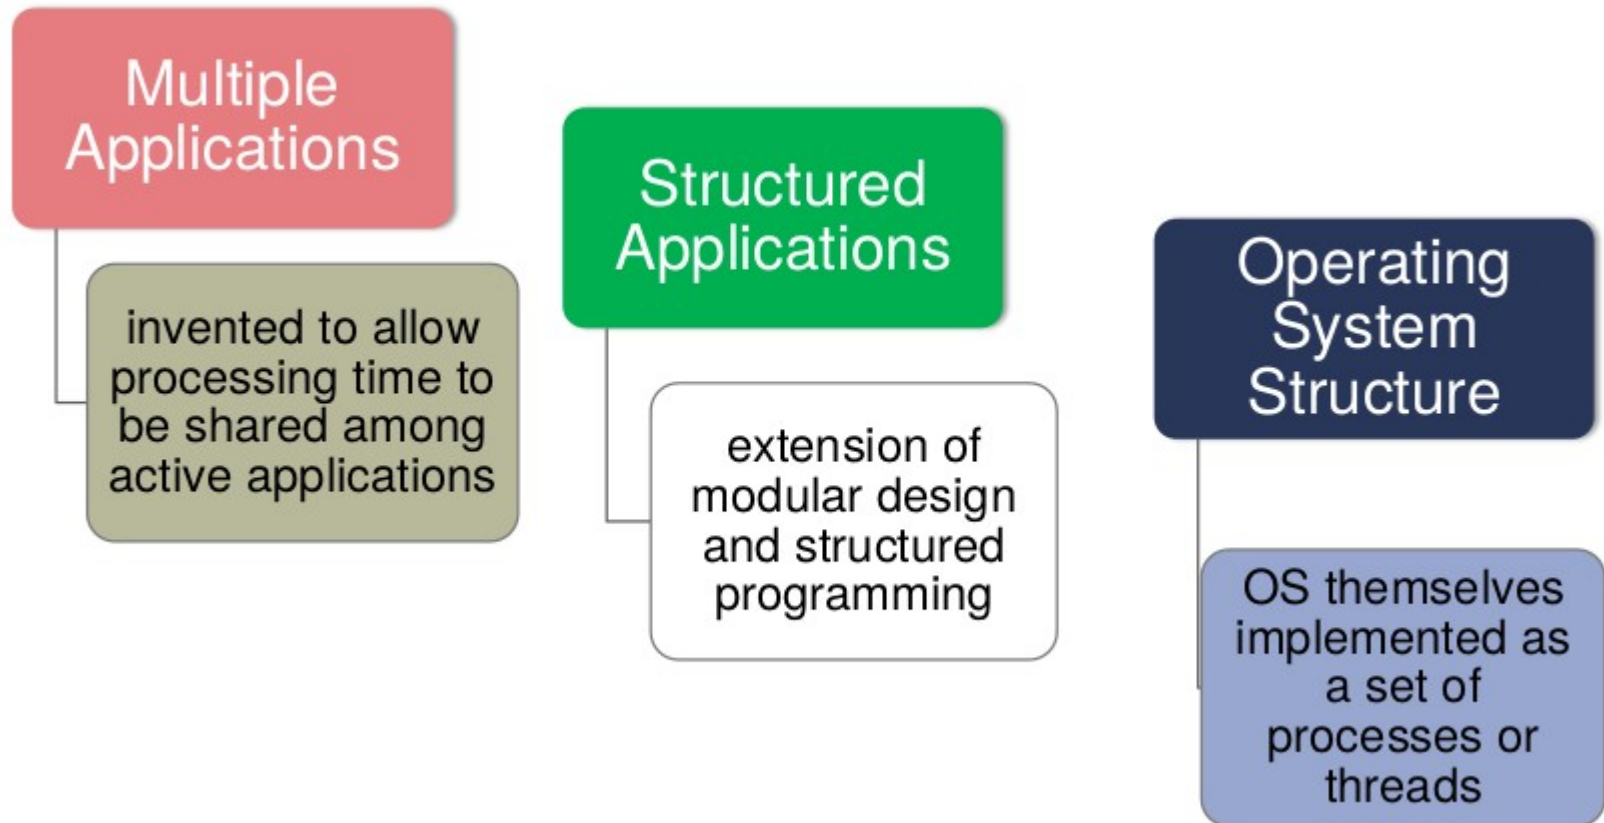 Multiple
Applications
invented to allow
processing time to
be shared among
active applications
Structured
Applications
extension of
modular design
and structured
programming
Operating
System
Structure
OS themselves
implemented as
a set of
processes or
threads